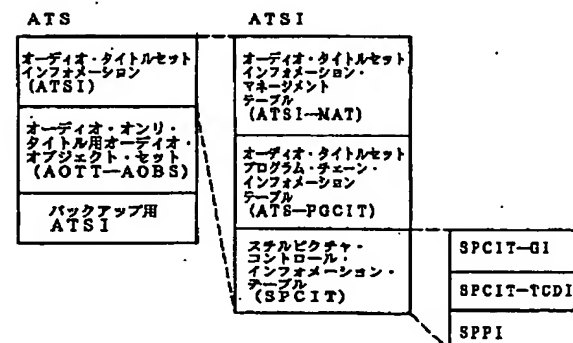 ATS
ATSI
オーディオ・タイトルセット
インフォメーション
(ATSI)
オーディオ・オンリ・
タイトル用オーディオ・
オブジェクト・セット
(AOTT—AOBS)
バックアップ用
ATSI
オーディオ・タイトルセット
インフォメーション・
マネージメント
テーブル
(ATSI—MAT)
オーディオ・タイトルセット
プログラム・チェーン・
インフォメーション
テーブル
(ATS—PGCIT)
スチルピクチャ・
コントロール・
インフォメーション・
テーブル
(SPCIT)
SPCIT—GI
SPCIT—TCDI
SPPI